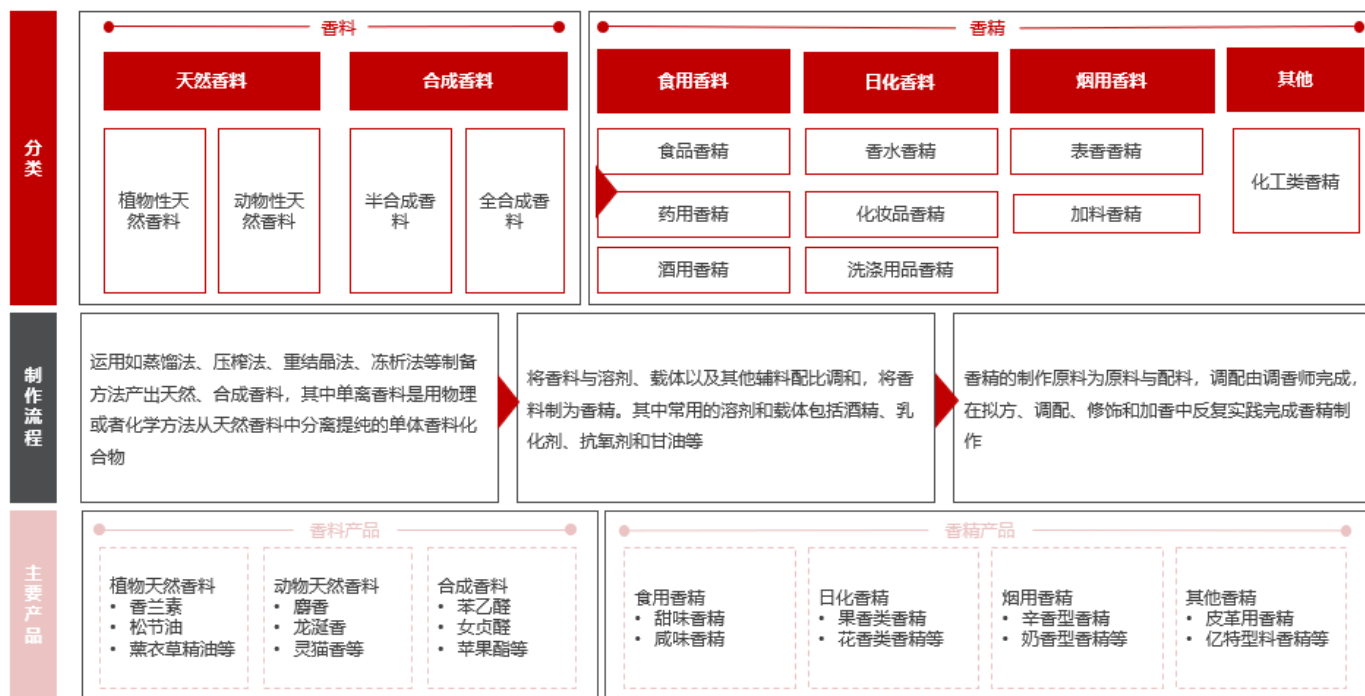 分类
香料
天然香料
合成香料
植物性天
然香料
动物性天
然香料
半合成香
料
全合成香
料
香精
食用香料
日化香料
烟用香料
其他
食品香精
香水香精
表香香精
化工类香精
药用香精
化妆品香精
加料香精
酒用香精
洗涤用品香精
制作流程
运用如蒸馏法、压榨法、重结晶法、冻析法等制备
方法产出天然、合成香料，其中单离香料是用物理
或者化学方法从天然香料中分离提纯的单体香料化
合物
将香料与溶剂、载体以及其他辅料配比调和，将香
料制为香精。其中常用的溶剂和载体包括酒精、乳
化剂、抗氧剂和甘油等
香精的制作原料为原料与配料，调配由调香师完成，
在拟方、调配、修饰和加香中反复实践完成香精制
作
主要产品
香料产品
植物天然香料
• 香兰素
• 松节油
• 薰衣草精油等
动物天然香料
• 麝香
• 龙涎香
• 灵猫香等
合成香料
• 苯乙醛
• 女贞醛
• 苹果酯等
香精产品
食用香精
• 甜味香精
• 咸味香精
日化香精
• 果香类香精
• 花香类香精等
烟用香精
• 辛香型香精
• 奶香型香精等
其他香精
• 皮革用香精
• 亿特型料香精等